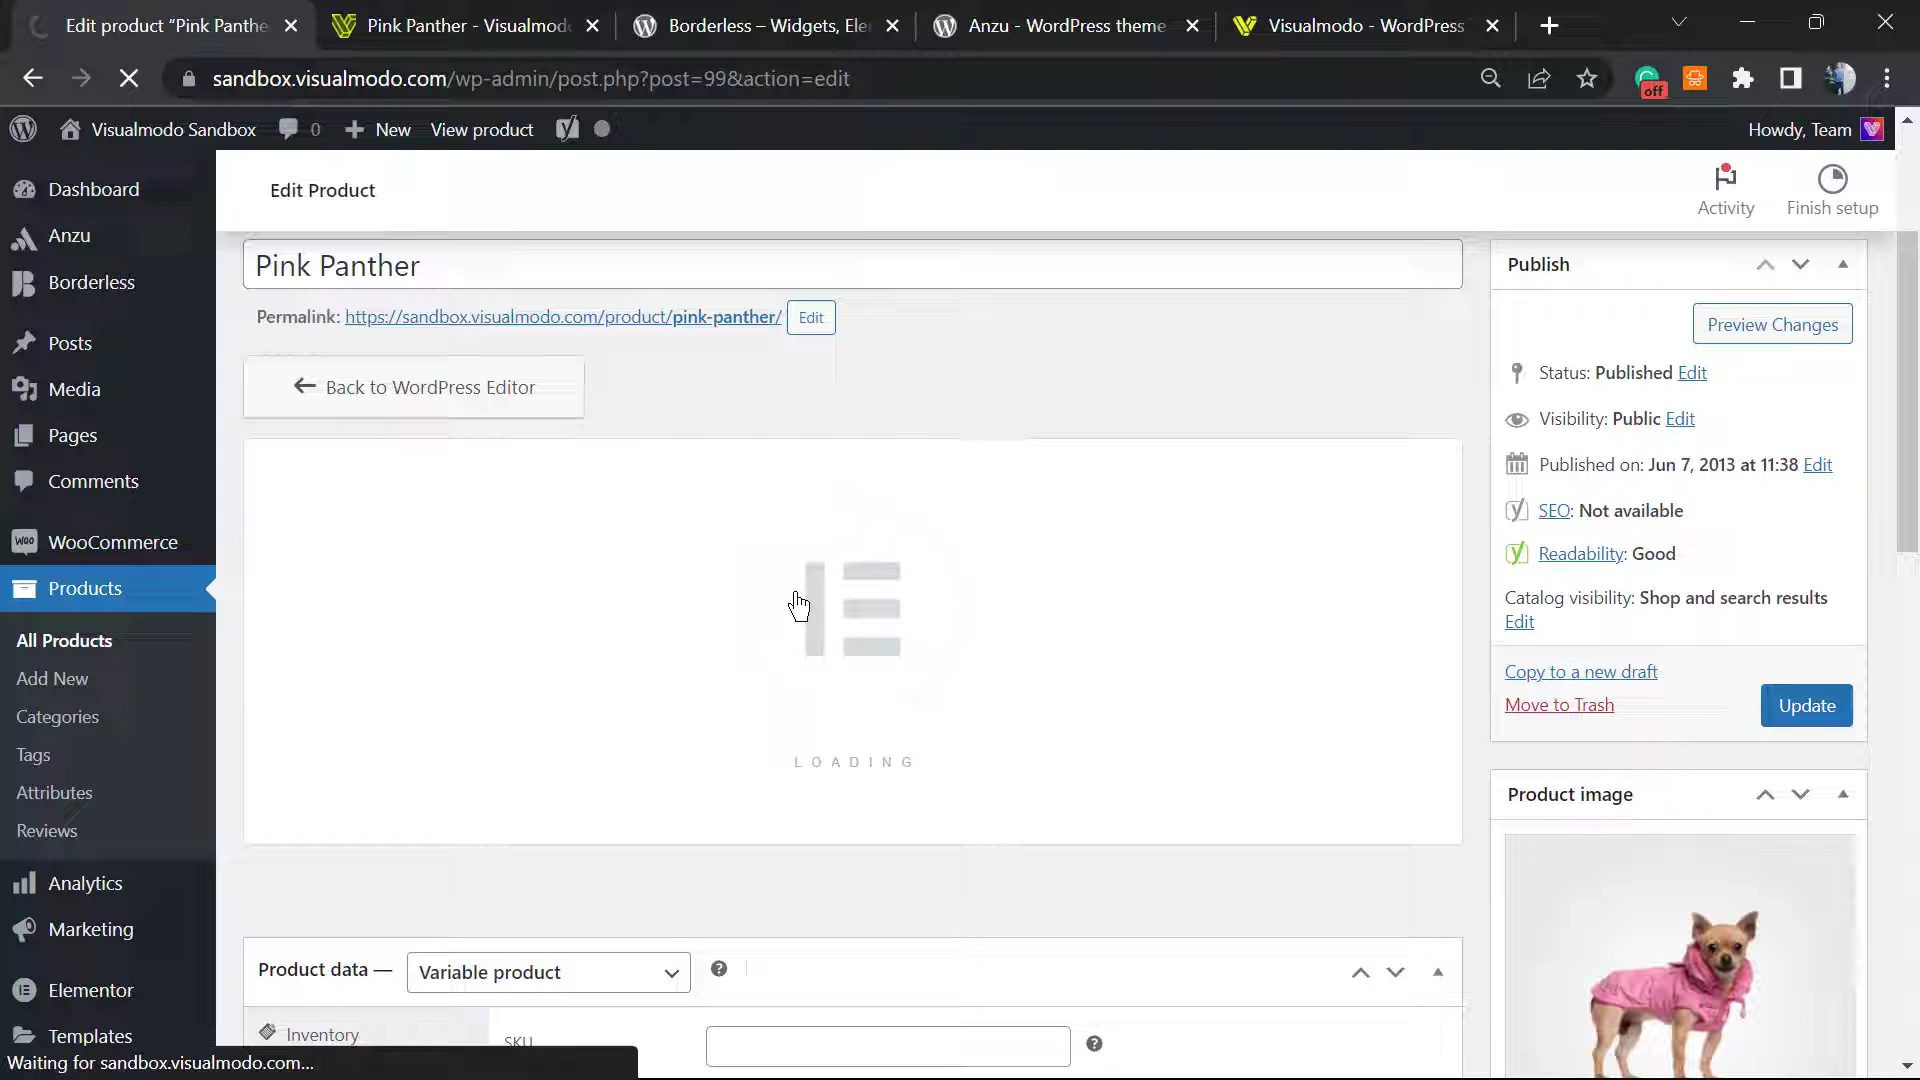 Edit product “Pink Panthe
Pink Panther - Visualmod
Borderless – Widgets, Ele
Anzu - WordPress theme
Visualmodo - WordPress
sandbox.visualmodo.com/wp-admin/post.php?post=99&action=edit
off
Visualmodo Sandbox
0
New
View product
Howdy, Team
Dashboard
Anzu
Borderless
Posts
Media
Pages
Comments
WOO
WooCommerce
Products
All Products
Add New
Categories
Tags
Attributes
Reviews
Analytics
Marketing
Elementor
Templates
Waiting for sandbox.visualmodo.com...
Edit Product
Activity
Finish setup
Pink Panther
Permalink: https://sandbox.visualmodo.com/product/pink-panther/ Edit
Back to WordPress Editor
LOADING
Product data —
Variable product
Inventory
SKU
Publish
Preview Changes
Status: Published Edit
Visibility: Public Edit
Published on: Jun 7, 2013 at 11:38 Edit
SEO: Not available
Readability: Good
Catalog visibility: Shop and search results
Edit
Copy to a new draft
Move to Trash
Update
Product image